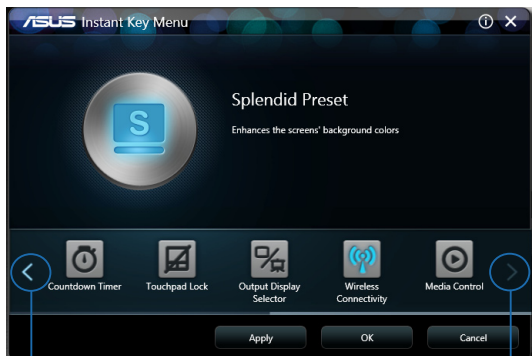 ASUS Instant Key Menu
S
Splendid Preset
Enhances the screens' background colors
Countdown Timer
Touchpad Lock
Output Display
Selector
Wireless
Connectivity
Media Control
Apply
OK
Cancel